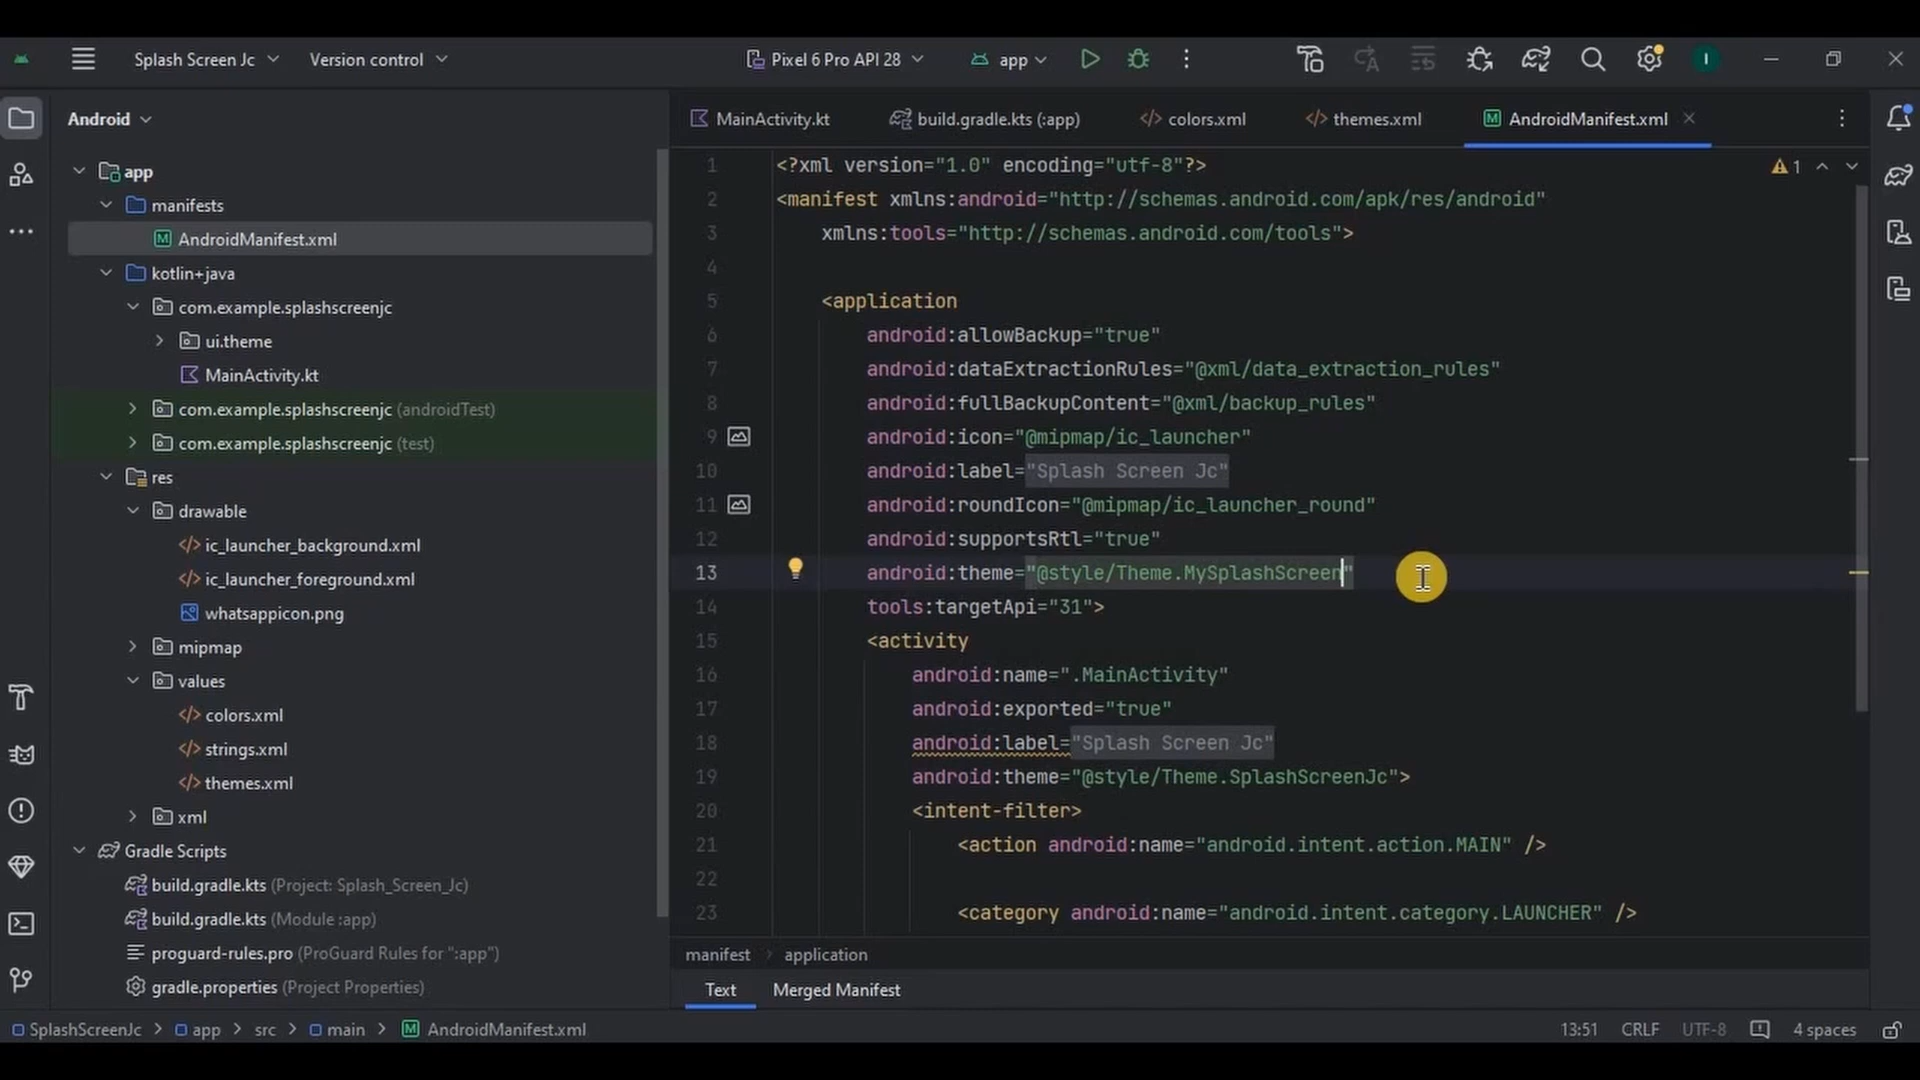 Splash Screen Jc
Version control
Pixel 6 Pro API 28
app
I
Android
app
manifests
AndroidManifest.xml
kotlin+java
com.example.splashscreenjc
ui.theme
MainActivity.kt
com.example.splashscreenjc (androidTest)
com.example.splashscreenjc (test)
res
drawable
ic_launcher_background.xml
ic_launcher_foreground.xml
whatsappicon.png
mipmap
values
colors.xml
strings.xml
themes.xml
xml
Gradle Scripts
build.gradle.kts (Project: Splash_Screen_Jc)
build.gradle.kts (Module :app)
proguard-rules.pro (ProGuard Rules for ":app")
gradle.properties (Project Properties)
MainActivity.kt
build.gradle.kts (:app)
colors.xml
themes.xml
AndroidManifest.xml
1
1 <?xml version="1.0" encoding="utf-8"?>
2 <manifest xmlns:android="http://schemas.android.com/apk/res/android"
3 xmlns:tools="http://schemas.android.com/tools">
4
5 <application
6 android:allowBackup="true"
7 android:dataExtractionRules="@xml/data_extraction_rules"
8 android:fullBackupContent="@xml/backup_rules"
9 android:icon="@mipmap/ic_launcher"
10 android:label="Splash Screen Jc"
11 android:roundIcon="@mipmap/ic_launcher_round"
12 android:supportsRtl="true"
13 android:theme="@style/Theme.MySplashScreen"
14 tools:targetApi="31">
15 <activity
16 android:name=".MainActivity"
17 android:exported="true"
18 android:label="Splash Screen Jc"
19 android:theme="@style/Theme.SplashScreenJc">
20 <intent-filter>
21 <action android:name="android.intent.action.MAIN" />
22
23 <category android:name="android.intent.category.LAUNCHER" />
manifest > application
Text
Merged Manifest
SplashScreenJc > app > src > main > AndroidManifest.xml
13:51
CRLF
UTF-8
4 spaces